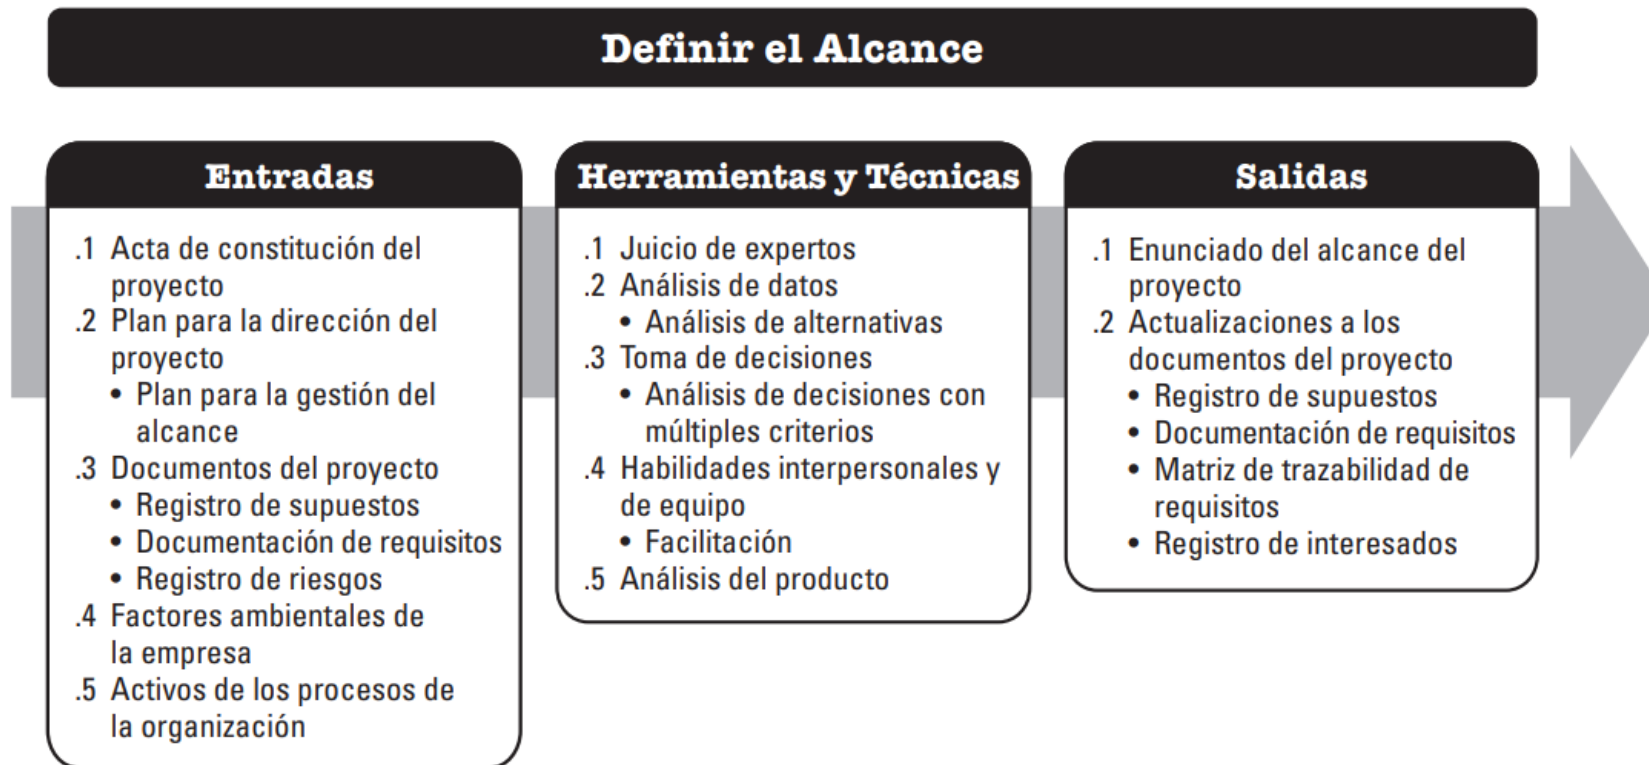 Definir el Alcance
Entradas
.1 Acta de constitución del
proyecto
.2 Plan para la dirección del
proyecto
• Plan para la gestión del
alcance
.3 Documentos del proyecto
• Registro de supuestos
• Documentación de requisitos
• Registro de riesgos
.4 Factores ambientales de
la empresa
.5 Activos de los procesos de
la organización
Herramientas y Técnicas
.1 Juicio de expertos
.2 Análisis de datos
• Análisis de alternativas
.3 Toma de decisiones
• Análisis de decisiones con
múltiples criterios
.4 Habilidades interpersonales y
de equipo
• Facilitación
.5 Análisis del producto
Salidas
.1 Enunciado del alcance del
proyecto
.2 Actualizaciones a los
documentos del proyecto
• Registro de supuestos
• Documentación de requisitos
• Matriz de trazabilidad de
requisitos
• Registro de interesados